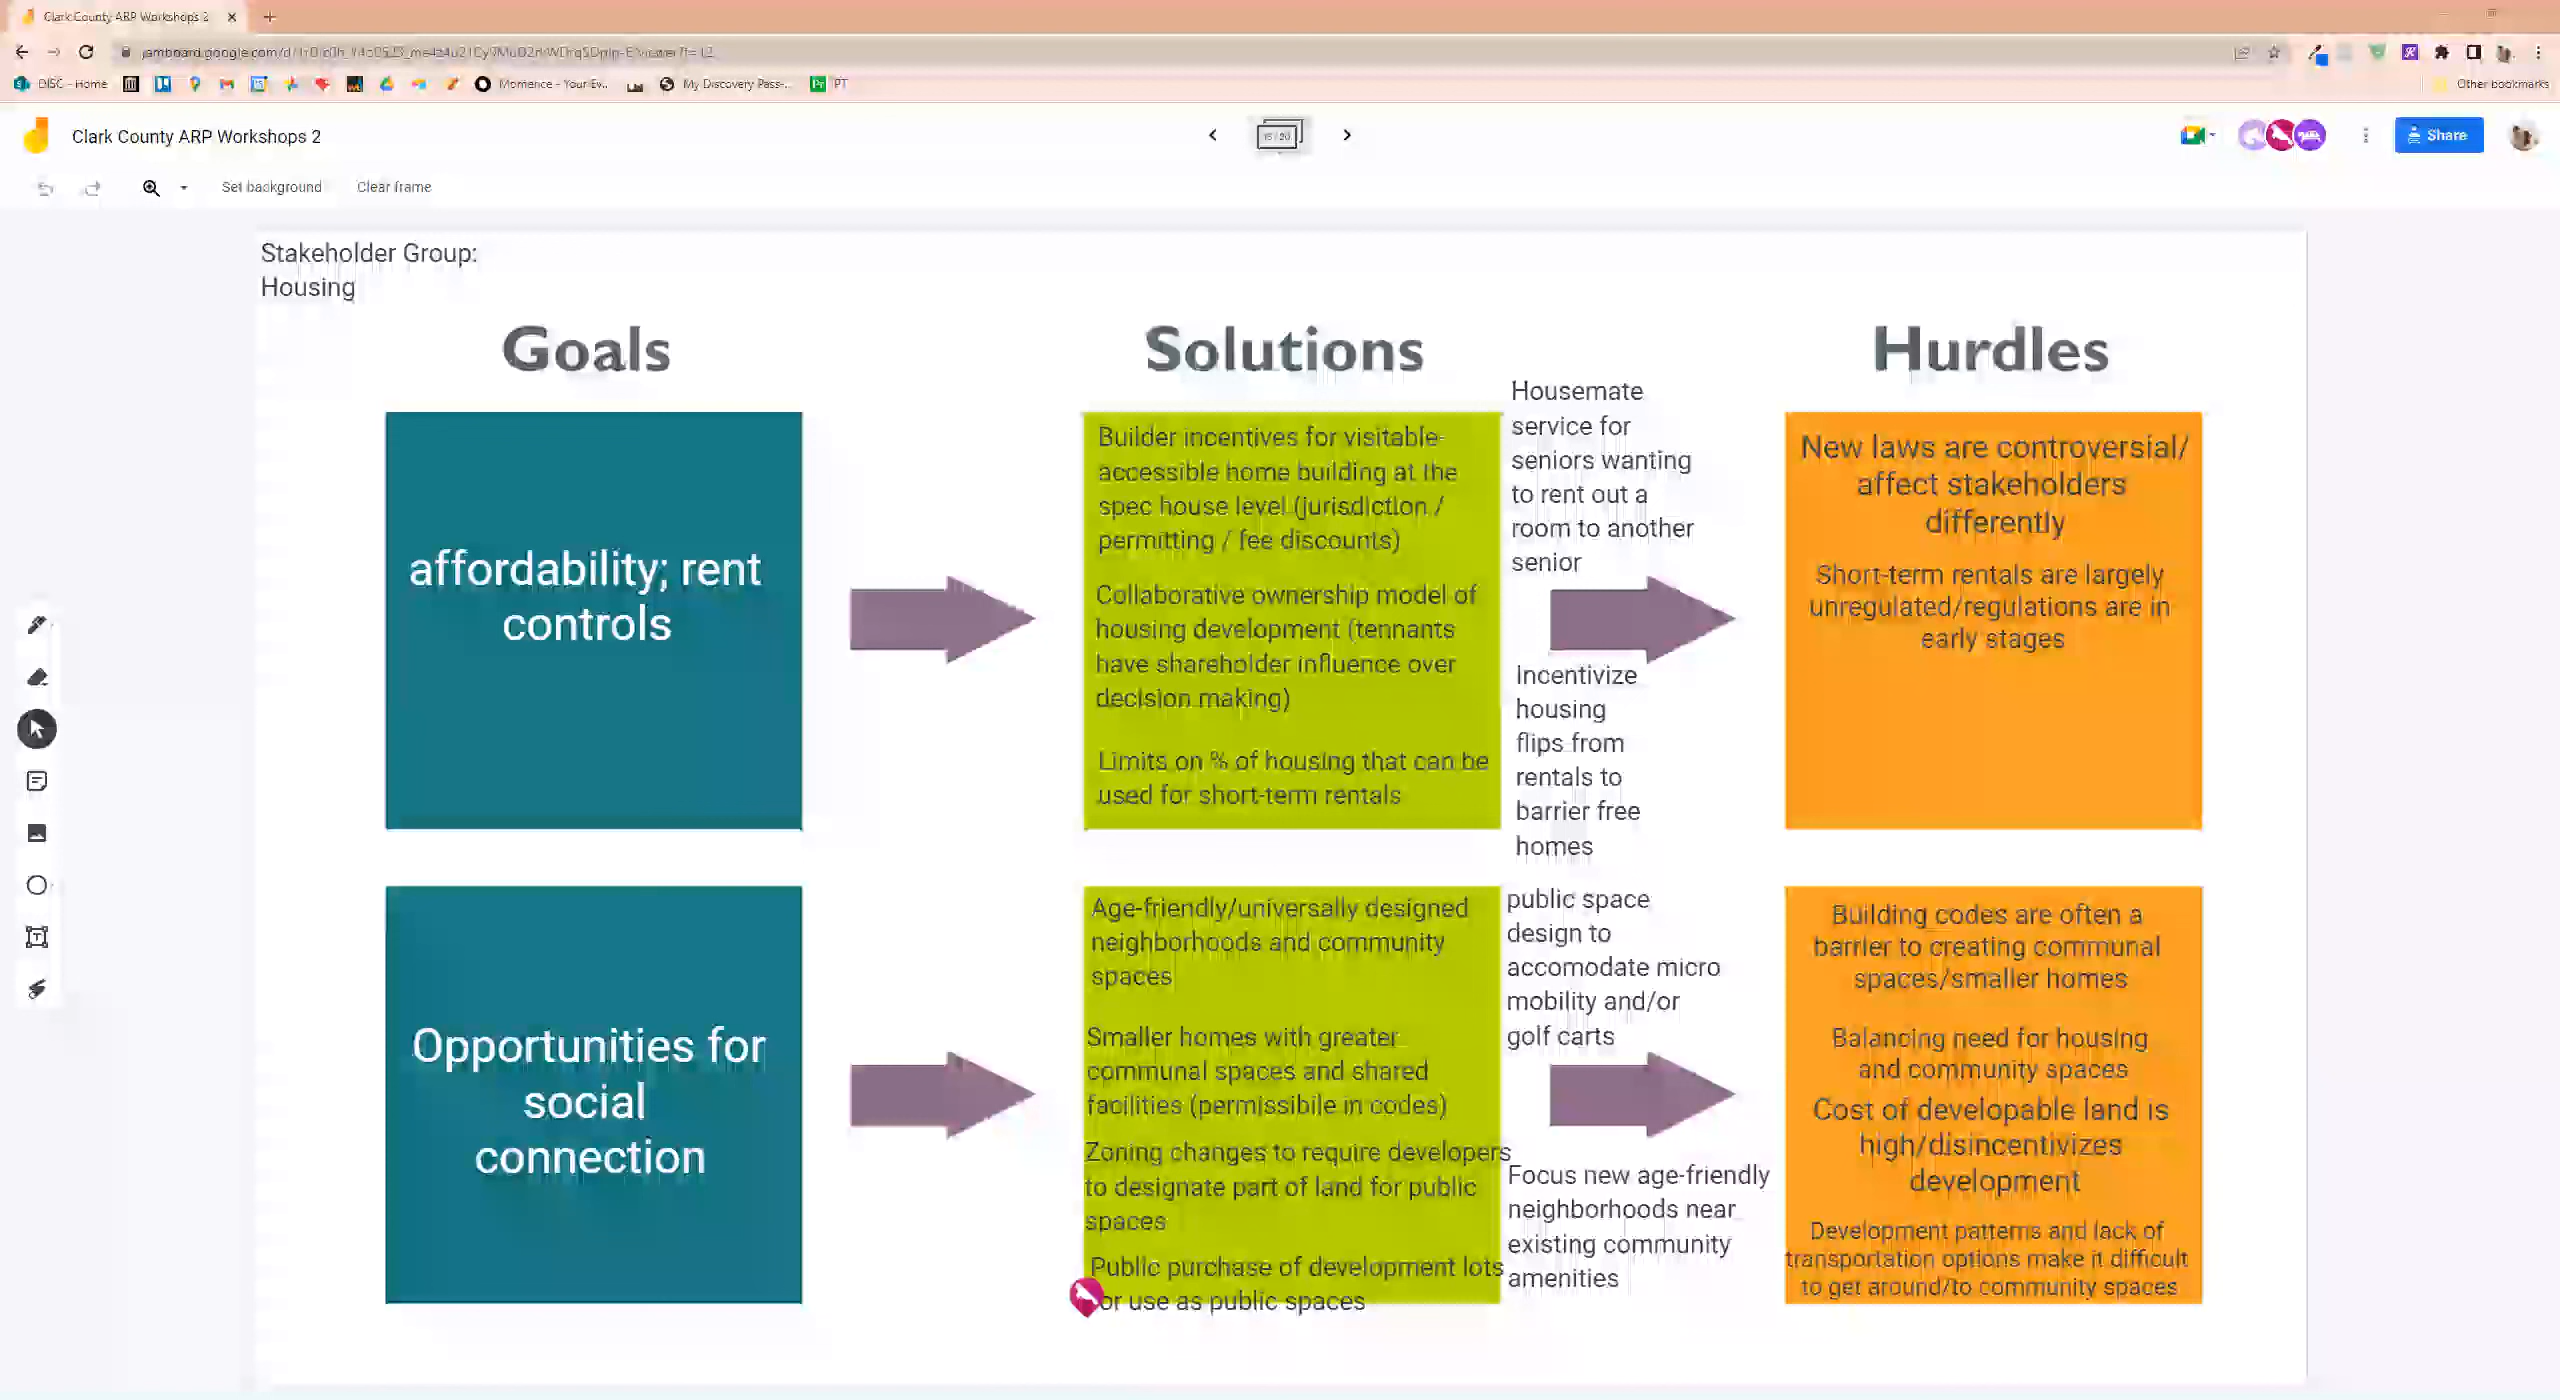 Clark County ARP Workshops 2
DISC - Home
Momence - Your Ev...
My Discovery Pass-...
PT
Other bookmarks
Clark County ARP Workshops 2
Share
Set background
Clear frame
Stakeholder Group:
Housing
Goals
Solutions
Hurdles
affordability; rent
controls
Builder incentives for visitable-
accessible home building at the
spec house level (jurisdiction /
permitting / fee discounts)
Collaborative ownership model of
housing development (tennants
have shareholder influence over
decision making)
Limits on % of housing that can be
used for short-term rentals
Housemate
service for
seniors wanting
to rent out a
room to another
senior
Incentivize
housing
flips from
rentals to
barrier free
homes
New laws are controversial/
affect stakeholders
differently
Short-term rentals are largely
unregulated/regulations are in
early stages
Opportunities for
social
connection
Age-friendly/universally designed
neighborhoods and community
spaces
Smaller homes with greater
communal spaces and shared
facilities (permissibile in codes)
Zoning changes to require developers
to designate part of land for public
spaces
Public purchase of development lots
or use as public spaces
public space
design to
accomodate micro
mobility and/or
golf carts
Focus new age-friendly
neighborhoods near
existing community
amenities
Building codes are often a
barrier to creating communal
spaces/smaller homes
Balancing need for housing
and community spaces
Cost of developable land is
high/disincentivizes
development
Development patterns and lack of
transportation options make it difficult
to get around/to community spaces